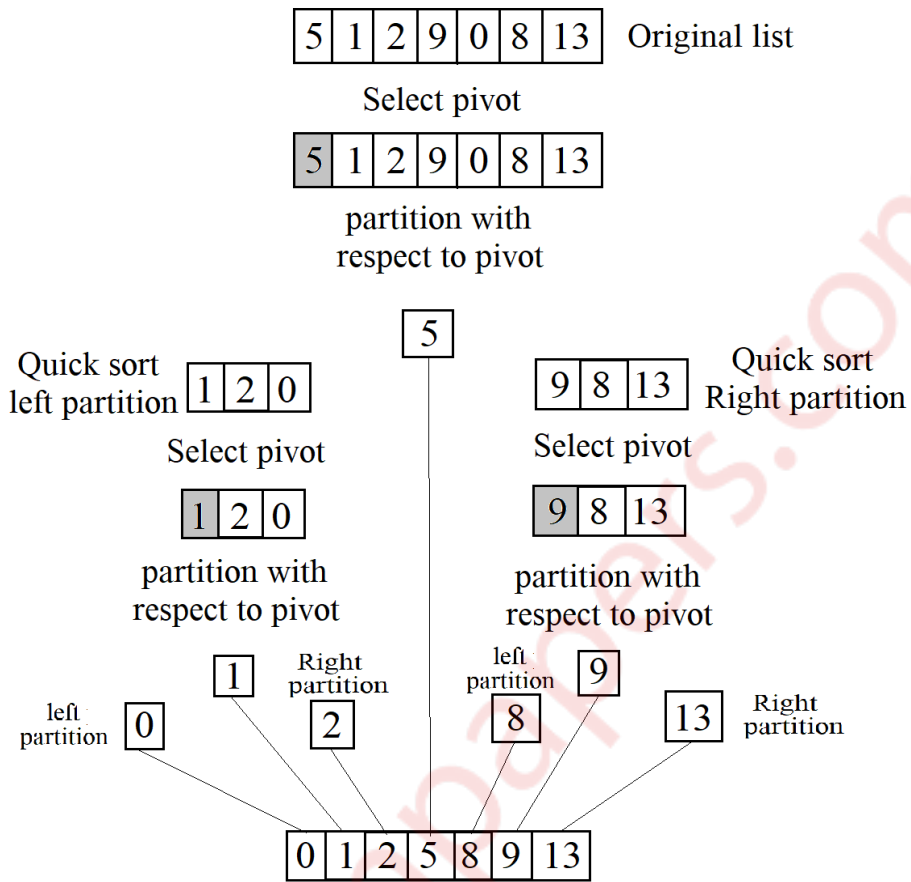 5 1 2 9 0 8 13 Original list
Select pivot
5 1 2 9 0 8 13
partition with
respect to pivot
5
Quick sort
left partition
1 2 0
9 8 13
Quick sort
Right partition
Select pivot
Select pivot
1 2 0
9 8 13
partition with
respect to pivot
partition with
respect to pivot
left
partition
0
1
Right
partition
2
left
partition
8
9
13
Right
partition
0 1 2 5 8 9 13
papers.com